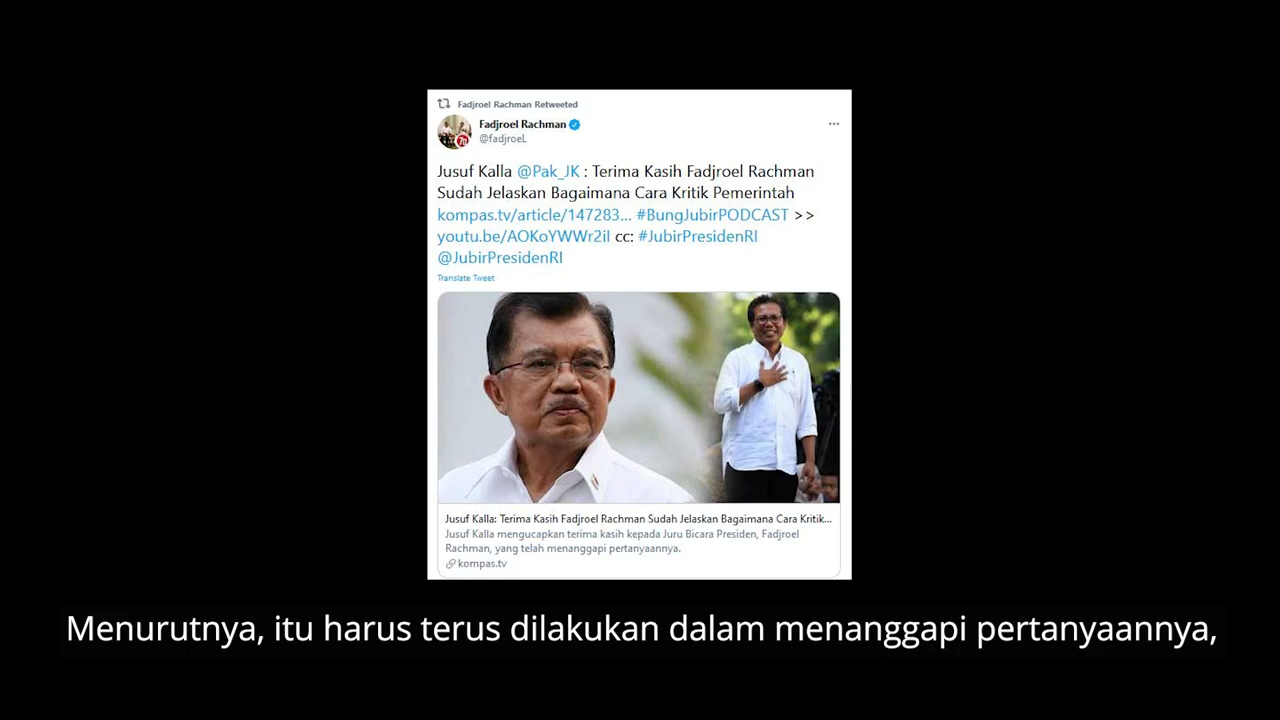 Fadjroel Rachman Retweeted
Fadjroel Rachman
@fadjroeL
Jusuf Kalla @Pak_JK : Terima Kasih Fadjroel Rachman
Sudah Jelaskan Bagaimana Cara Kritik Pemerintah
kompas.tv/article/147283... #BungJubirPODCAST >>
youtu.be/AOKoYWWr2iI cc: #JubirPresidenRI
@JubirPresidenRI
Translate Tweet
Jusuf Kalla: Terima Kasih Fadjroel Rachman Sudah Jelaskan Bagaimana Cara Kritik...
Jusuf Kalla mengucapkan terima kasih kepada Juru Bicara Presiden, Fadjroel
Rachman, yang telah menanggapi pertanyaannya.
kompas.tv
Menurutnya, itu harus terus dilakukan dalam menanggapi pertanyaannya,